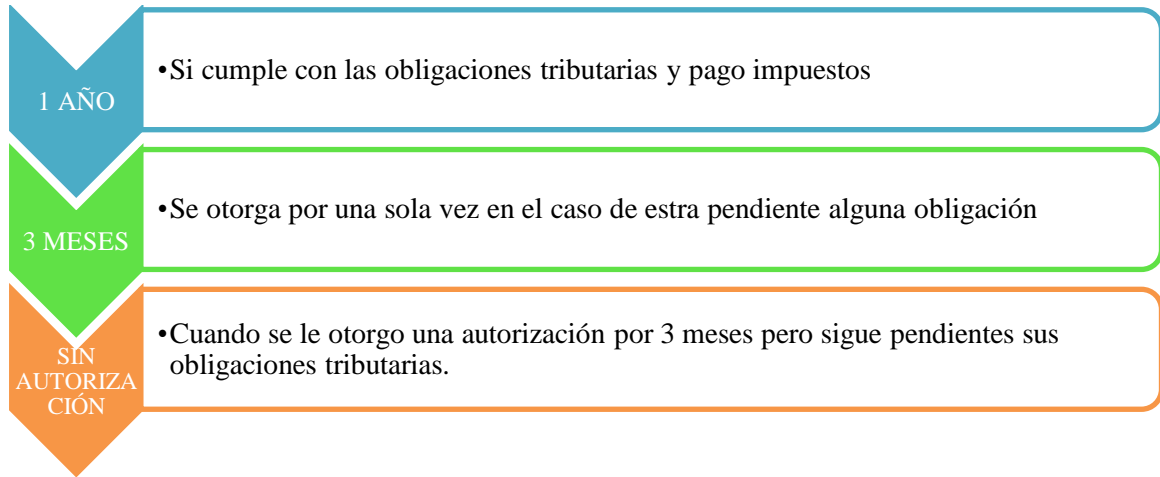 1 AÑO
•Si cumple con las obligaciones tributarias y pago impuestos
3 MESES
•Se otorga por una sola vez en el caso de estra pendiente alguna obligación
SIN
AUTORIZA
CIÓN
•Cuando se le otorgo una autorización por 3 meses pero sigue pendientes sus
obligaciones tributarias.